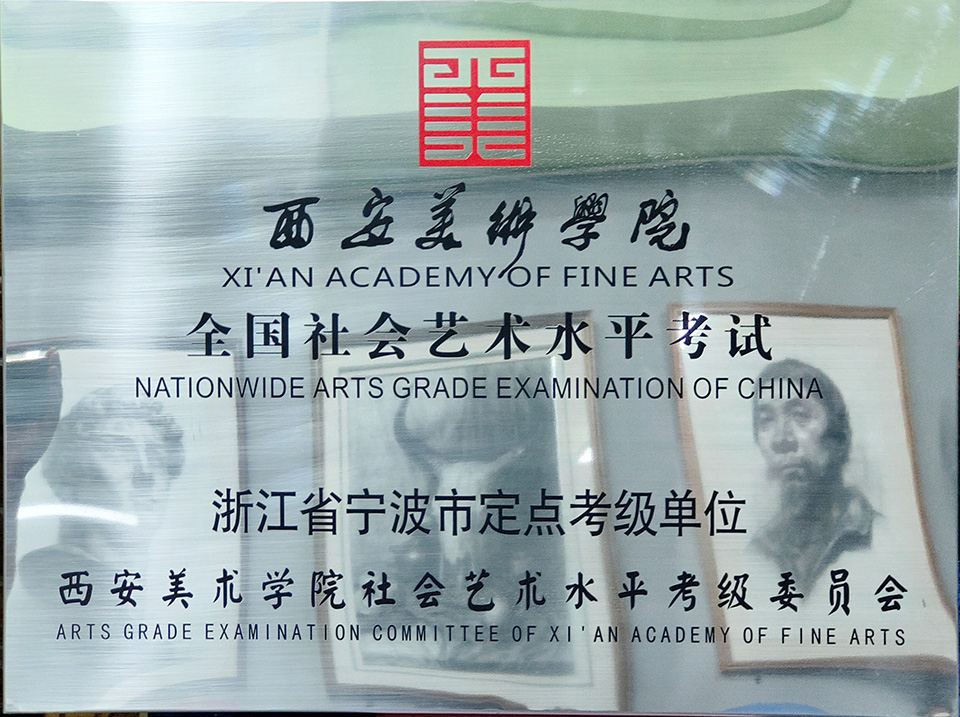 西安美術學院
XI'AN ACADEMY OF FINE ARTS
全国社会艺术水平考试
NATIONWIDE ARTS GRADE EXAMINATION OF CHINA
浙江省宁波市定点考级单位
西安美术学院社会艺术水平考级委员会
ARTS GRADE EXAMINATION COMMITTEE OF XI'AN ACADEMY OF FINE ARTS